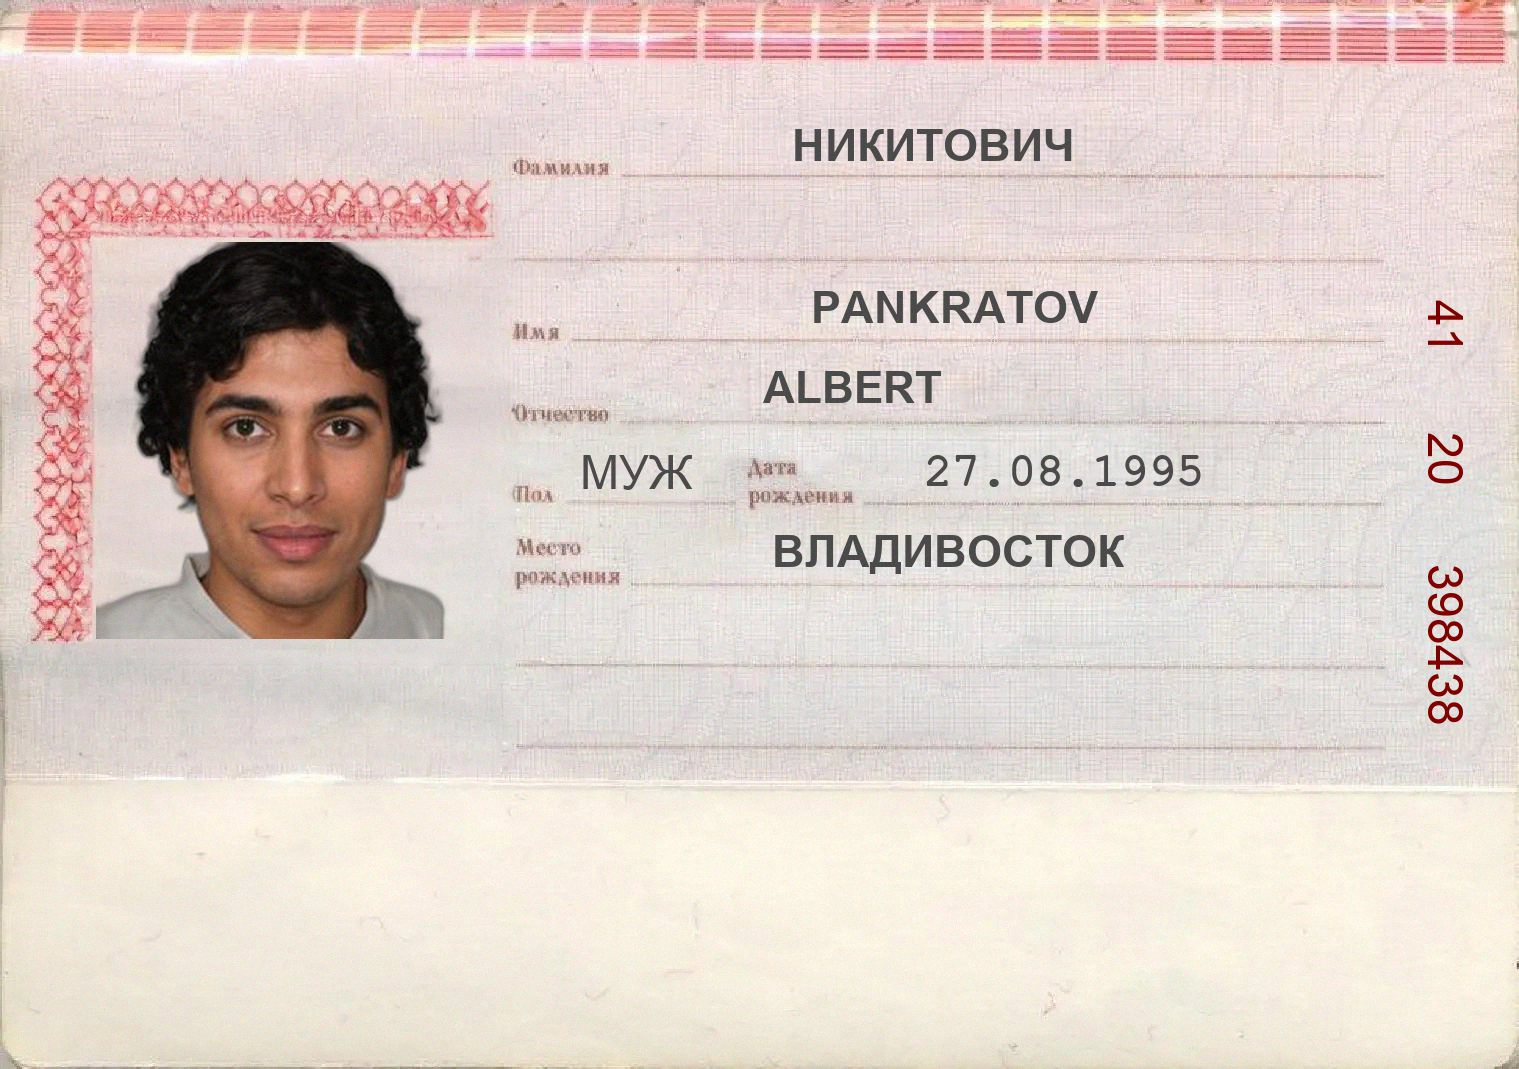 Фамилия НИКИТОВИЧ
Имя PANKRATOV
Отчество ALBERT
Пол МУЖ Дата рождения 27.08.1995
Место рождения ВЛАДИВОСТОК
41 20 398438